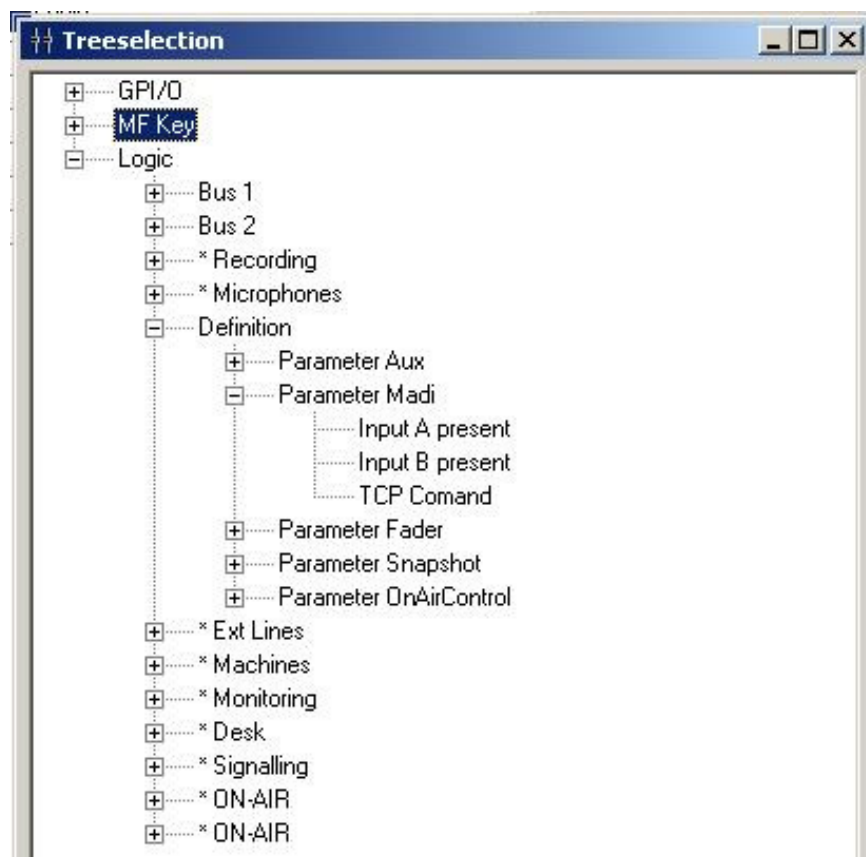 Treeselection
GPI/O
MF Key
Logic
Bus 1
Bus 2
* Recording
* Microphones
Definition
Parameter Aux
Parameter Madi
Input A present
Input B present
TCP Comand
Parameter Fader
Parameter Snapshot
Parameter OnAirControl
* Ext Lines
* Machines
* Monitoring
* Desk
* Signalling
* ON-AIR
* ON-AIR